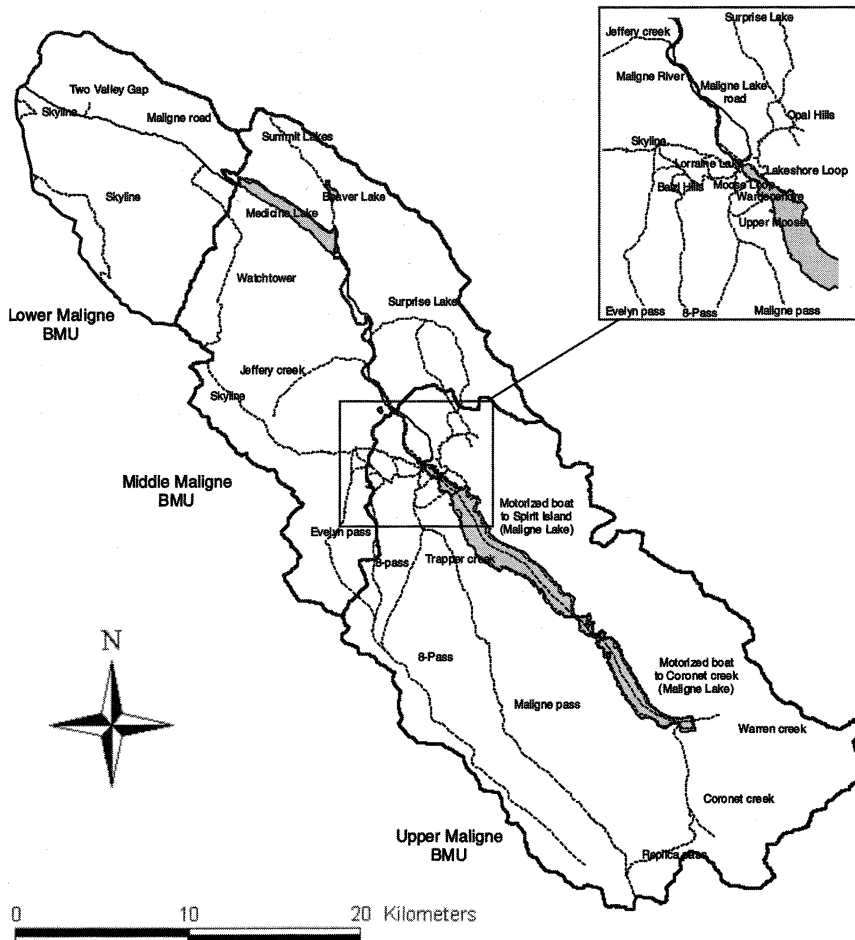 Surprise Lake
Jeffery creek
Maligne River
Maligne Lake
road
Opal Hills
Skyline
Lorraine Lake
Lakeshore Loop
Bald Hills
Moose Loop
Upper Moose
Evelyn pass
8-Pass
Maligne pass
Two Valley Gap
Skyline
Maligne road
Summit Lakes
Beaver Lake
Skyline
Medicine Lake
Watchtower
Surprise Lake
Lower Maligne
BMU
Jeffery creek
Skyline
Middle Maligne
BMU
Motorized boat
to Spirit Island
(Maligne Lake)
Evelyn pass
8-pass
Trapper creek
N
8-Pass
Motorized boat
to Coronet creek
(Maligne Lake)
Maligne pass
Warren creek
Coronet creek
Upper Maligne
BMU
Replica pass
0 10 20 Kilometers